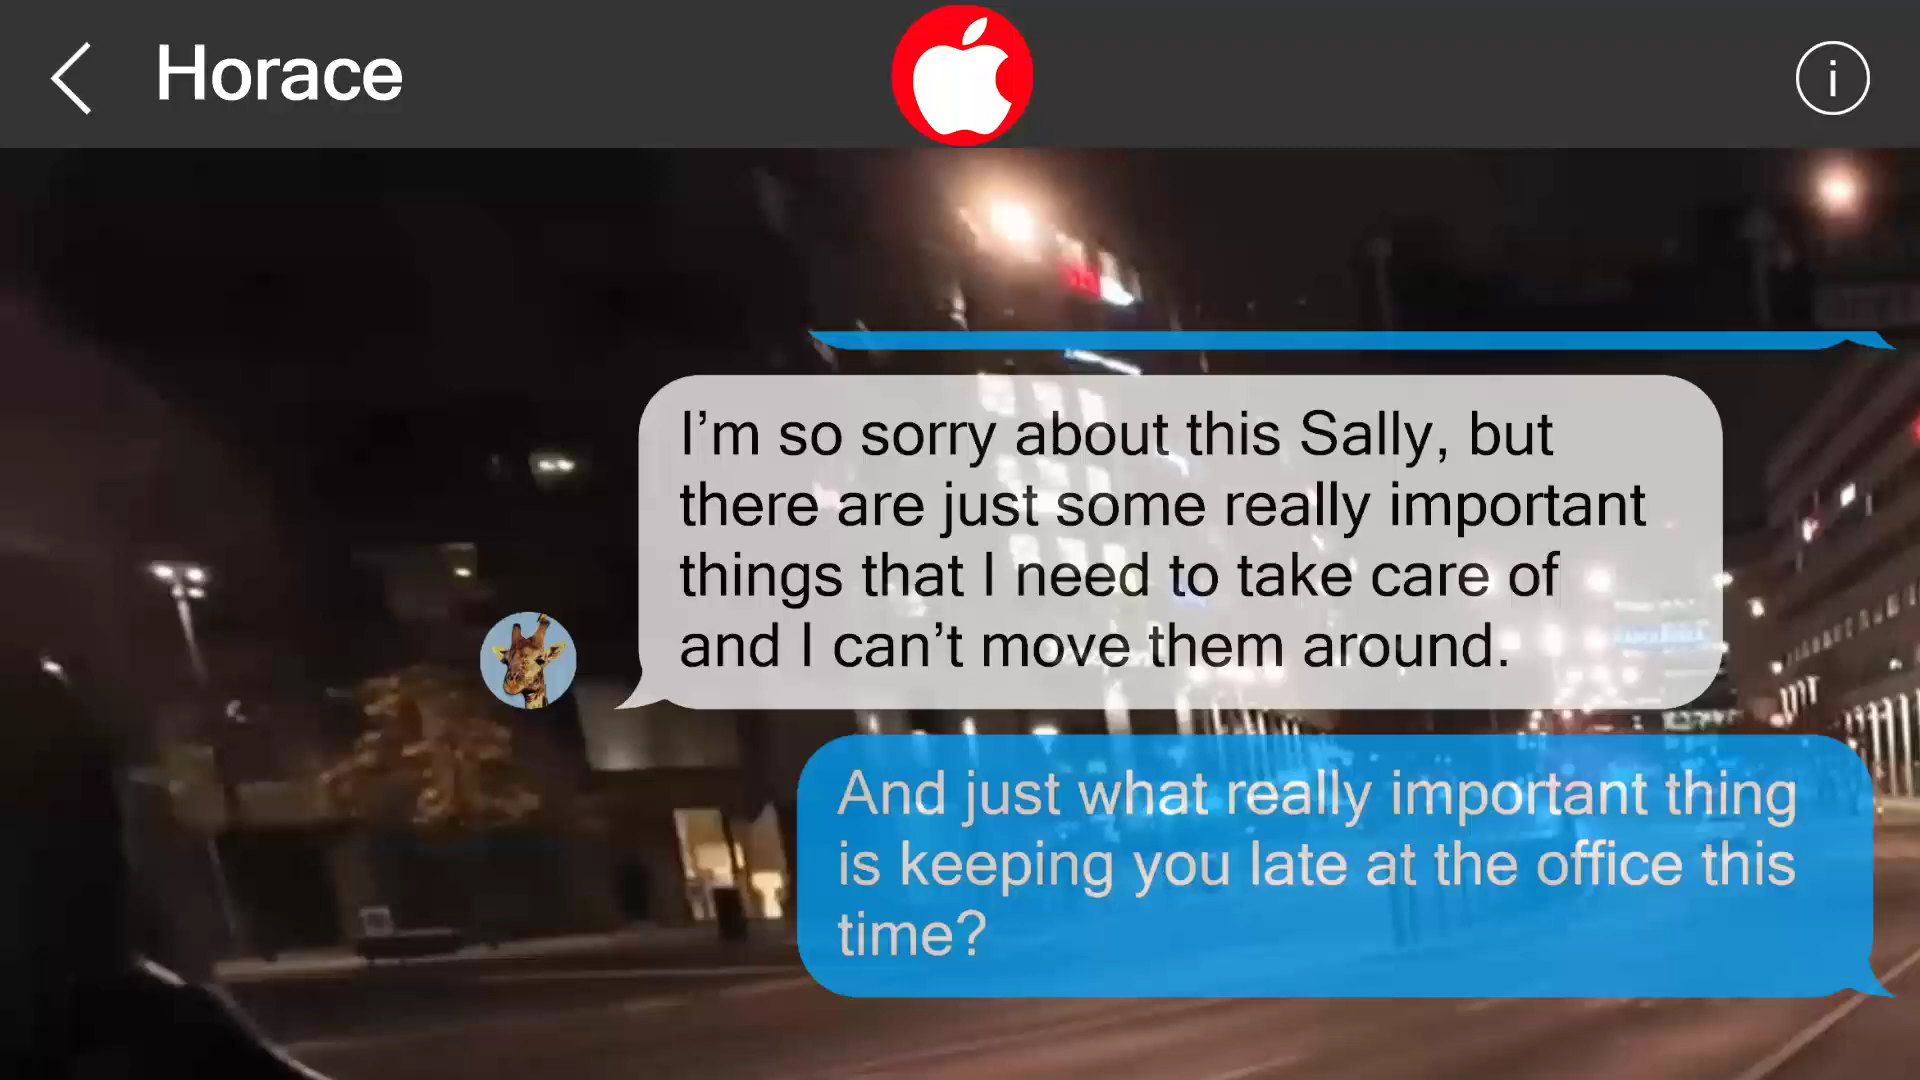 Horace
i
I’m so sorry about this Sally, but
there are just some really important
things that I need to take care of
and I can’t move them around.
And just what really important thing
is keeping you late at the office this
time?